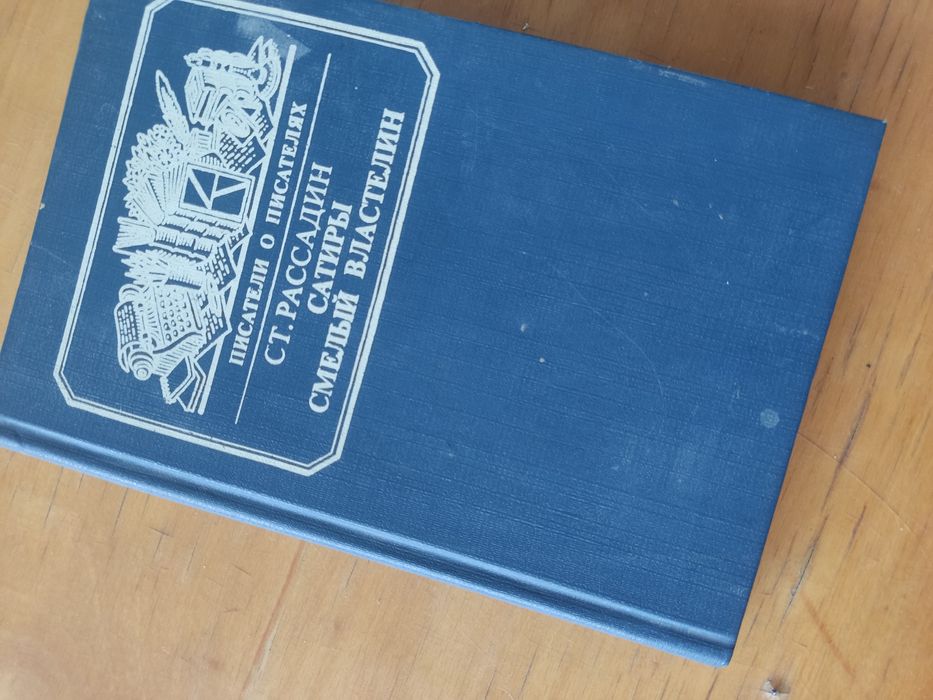 ПИСАТЕЛИ О ПИСАТЕЛЯХ
СТ. РАССАДИН
САТИРЫ
СМЕЛЫЙ ВЛАСТЕЛИН